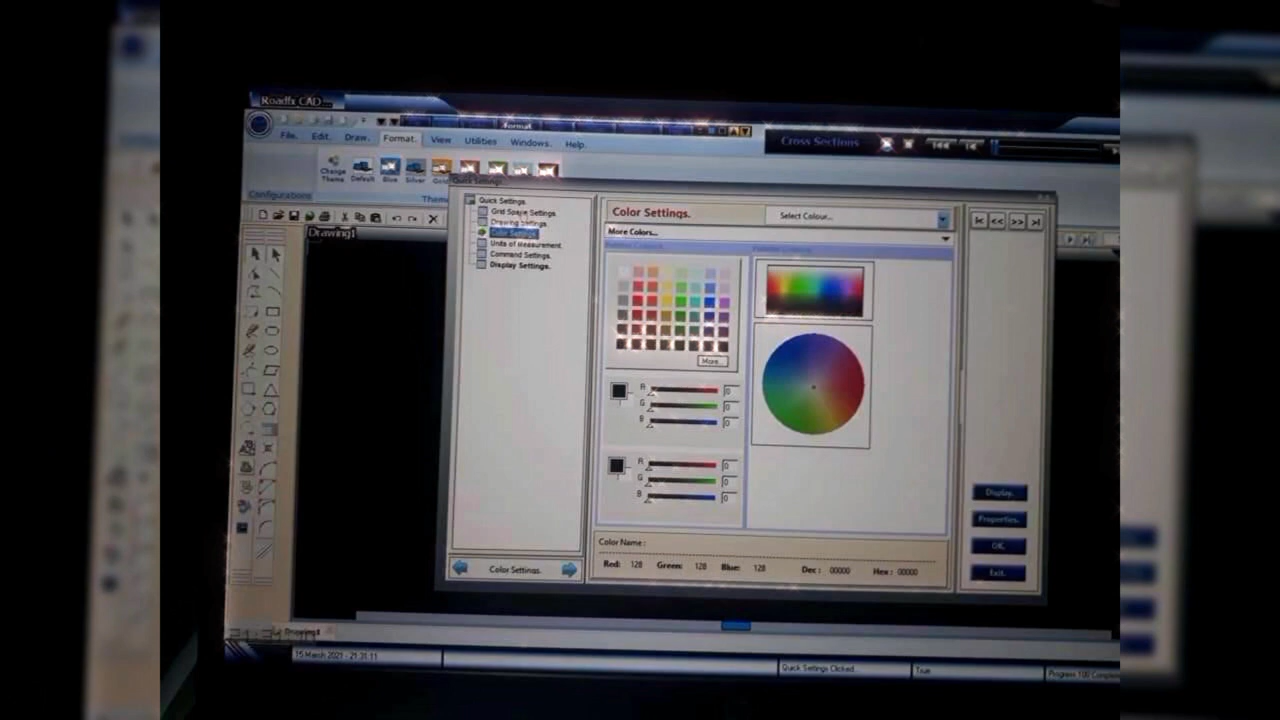 Roadfx CAD...
Format
File. Edit. Draw. Format. View Utilities Windows. Help.
Cross Sections
Change Theme Default Blue Silver
Configurations
Quick Settings.
Quick Settings.
Grid Space Settings.
Drawing Settings.
Color Settings.
Units of Measurement.
Command Settings.
Display Settings.
Drawing1
Color Settings.
Select Colour...
More Colors...
More...
R 0
G 0
B 0
R 0
G 0
B 0
Color Name :
Red: 128 Green: 128 Blue: 128 Dec : 00000 Hex : 00000
Color Settings.
Display.
Properties.
OK.
Exit.
Drawing1
15 March 2021 - 21:31:11
Quick Settings Clicked...
True
Progress 100